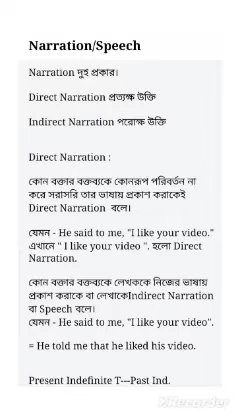 Narration/Speech
Narration দুই প্রকার।
Direct Narration প্রত্যক্ষ উক্তি
Indirect Narration পরোক্ষ উক্তি
Direct Narration :
কোন বক্তার বক্তব্যকে কোনরূপ পরিবর্তন না
করে সরাসরি তার ভাষায় প্রকাশ করাকেই
Direct Narration বলে।
যেমন - He said to me, "I like your video."
এখানে " I like your video ". হলো Direct
Narration.
কোন বক্তার বক্তব্যকে লেখককে নিজের ভাষায়
প্রকাশ করাকে বা লেখাকেIndirect Narration
বা Speech বলে।
যেমন - He said to me, "I like your video".
= He told me that he liked his video.
Present Indefinite T---Past Ind.
XRecorder